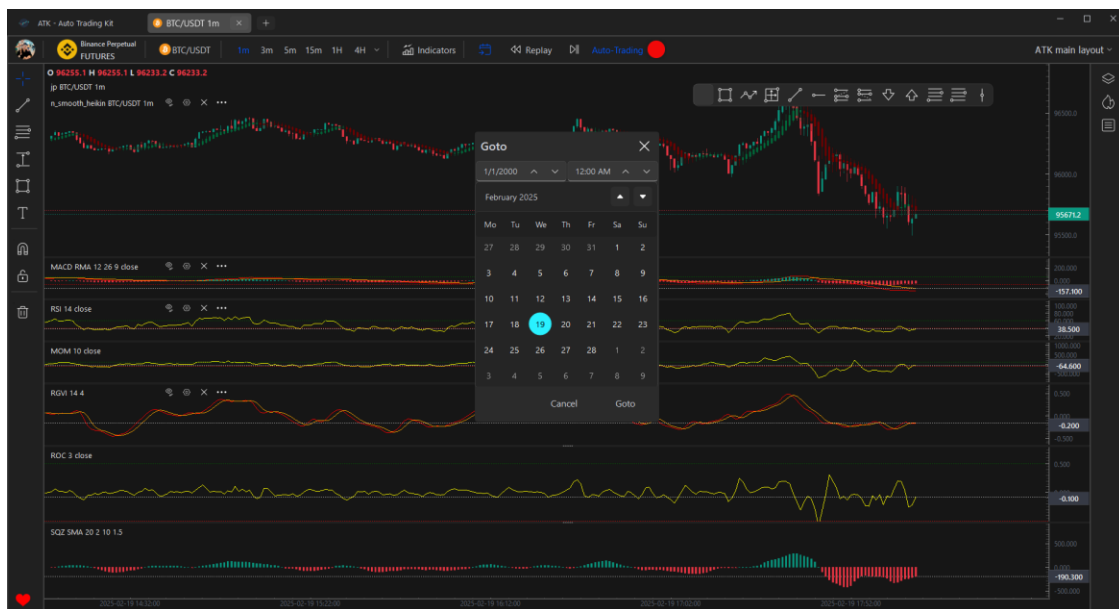 ATK - Auto Trading Kit
BTC/USDT 1m
Binance Perpetual
FUTURES
BTC/USDT
1m 3m 5m 15m 1H 4H
Indicators
Replay
Auto-Trading
ATK main layout
O 96255.1 H 96255.1 L 96233.2 C 96233.2
jp BTC/USDT 1m
n_smooth_heikin BTC/USDT 1m
96500.0
96000.0
95671.2
95500.0
Goto
1/1/2000 12:00 AM
February 2025
Mo Tu We Th Fr Sa Su
27 28 29 30 31 1 2
3 4 5 6 7 8 9
10 11 12 13 14 15 16
17 18 19 20 21 22 23
24 25 26 27 28 1 2
3 4 5 6 7 8 9
Cancel Goto
MACD RMA 12 26 9 close
200.000
0.000
-157.100
RSI 14 close
100.000
80.000
38.500
MOM 10 close
1000.000
500.000
-64.600
RGVI 14 4
0.500
0.000
-0.200
-0.500
ROC 3 close
0.500
-0.100
SQZ SMA 20 2 10 1.5
500.000
0.000
-190.300
-500.000
2025-02-19 14:32:00 2025-02-19 15:22:00 2025-02-19 16:12:00 2025-02-19 17:02:00 2025-02-19 17:52:00